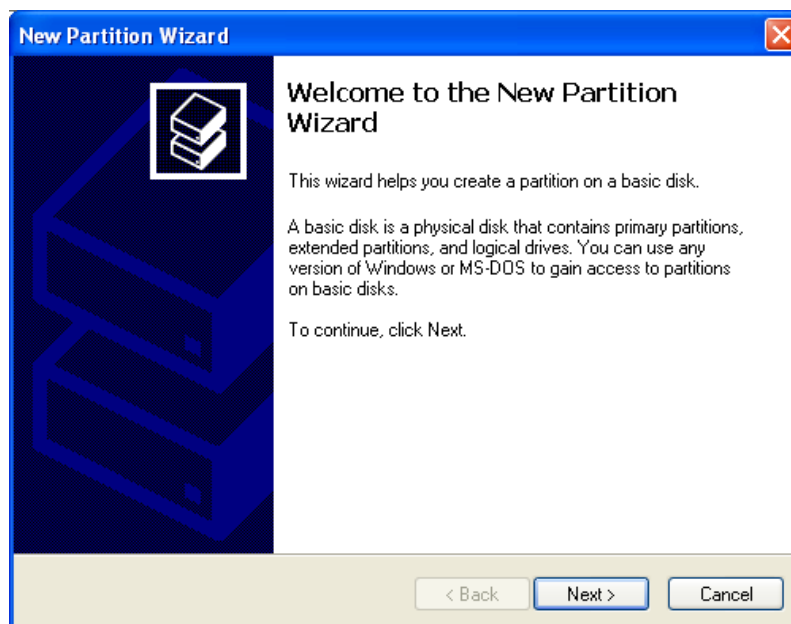 New Partition Wizard
Welcome to the New Partition
Wizard
This wizard helps you create a partition on a basic disk.
A basic disk is a physical disk that contains primary partitions,
extended partitions, and logical drives. You can use any
version of Windows or MS-DOS to gain access to partitions
on basic disks.
To continue, click Next.
< Back
Next >
Cancel